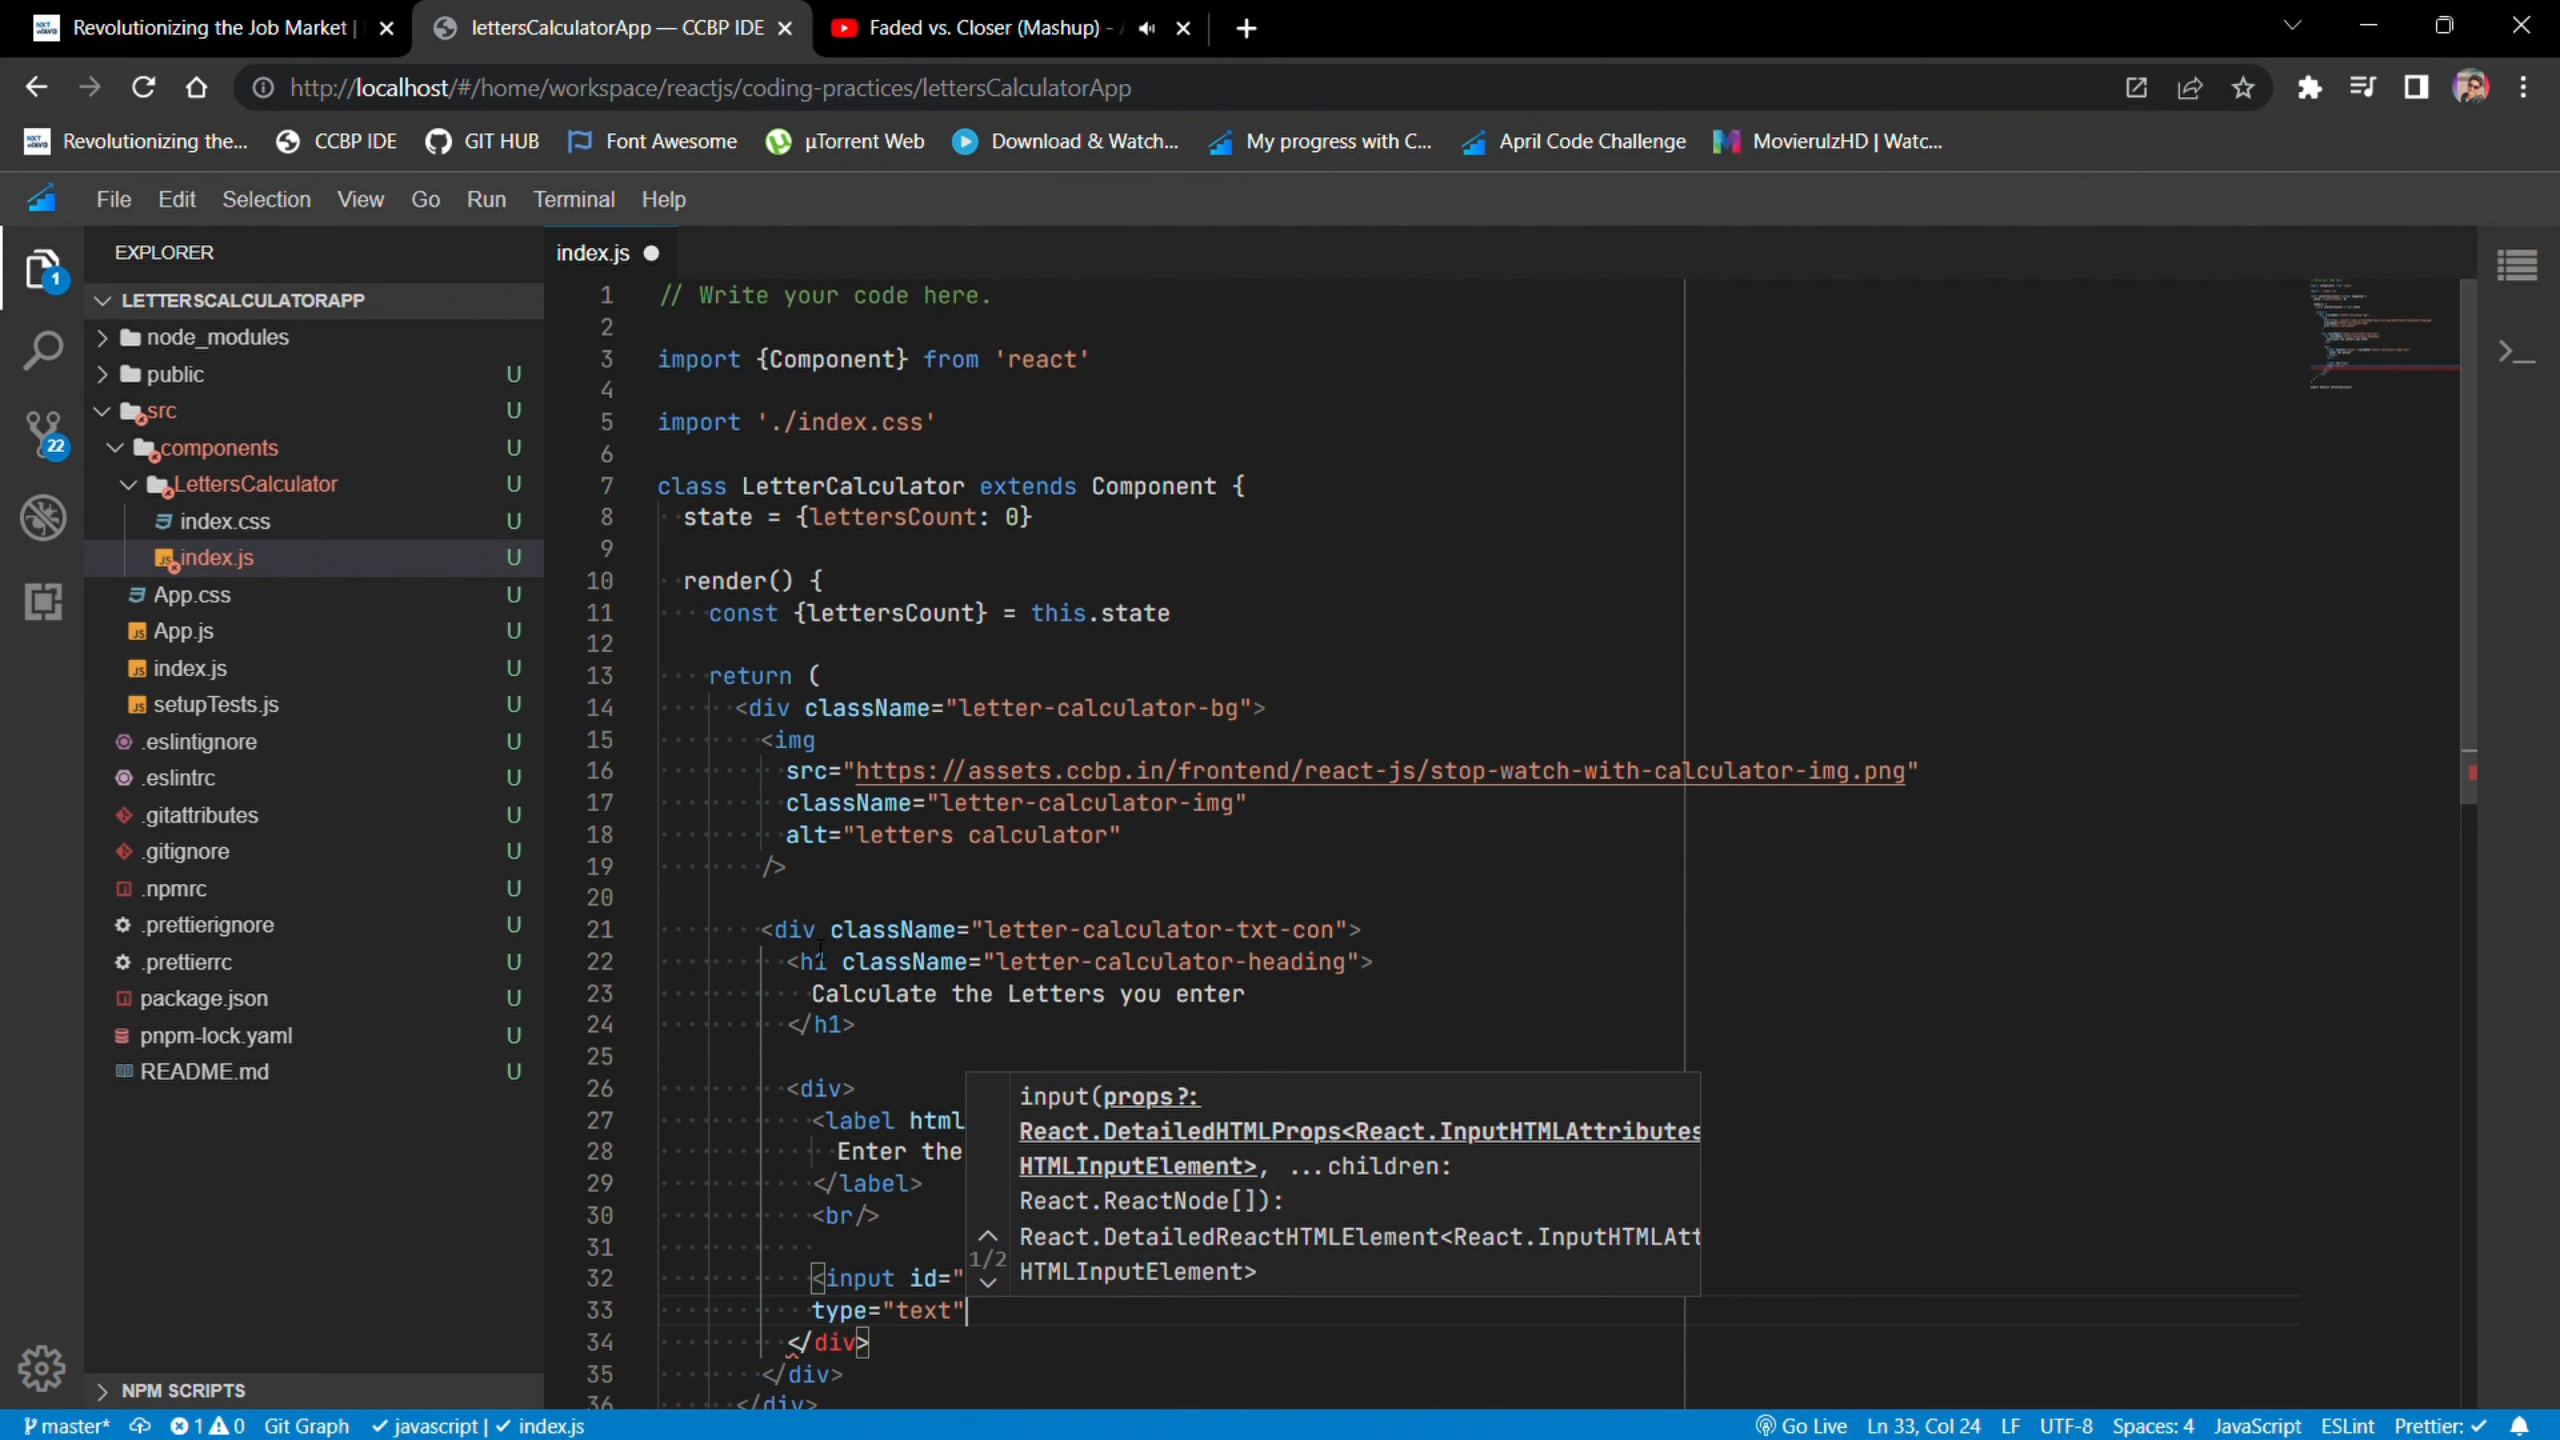 Revolutionizing the Job Market |
lettersCalculatorApp — CCBP IDE
Faded vs. Closer (Mashup) -
http://localhost/#/home/workspace/reactjs/coding-practices/lettersCalculatorApp
Revolutionizing the...
CCBP IDE
GIT HUB
Font Awesome
µTorrent Web
Download & Watch...
My progress with C...
April Code Challenge
MovierulzHD | Watc...
File Edit Selection View Go Run Terminal Help
EXPLORER
1
22
LETTERSCALCULATORAPP
node_modules
public U
src U
components U
LettersCalculator U
index.css U
index.js U
App.css U
App.js U
index.js U
setupTests.js U
.eslintignore U
.eslintrc U
.gitattributes U
.gitignore U
.npmrc U
.prettierignore U
.prettierrc U
package.json U
pnpm-lock.yaml U
README.md U
NPM SCRIPTS
index.js
1 // Write your code here.
2
3 import {Component} from 'react'
4
5 import './index.css'
6
7 class LetterCalculator extends Component {
8 state = {lettersCount: 0}
9
10 render() {
11 const {lettersCount} = this.state
12
13 return (
14 <div className="letter-calculator-bg">
15 <img
16 src="https://assets.ccbp.in/frontend/react-js/stop-watch-with-calculator-img.png"
17 className="letter-calculator-img"
18 alt="letters calculator"
19 />
20
21 <div className="letter-calculator-txt-con">
22 <h1 className="letter-calculator-heading">
23 Calculate the Letters you enter
24 </h1>
25
26 <div>
27 <label html
28 Enter the
29 </label>
30 <br/>
31
32 <input id="
33 type="text"
34 </div>
35 </div>
36 </div>
input(props?:
React.DetailedHTMLProps<React.InputHTMLAttributes
HTMLInputElement>, ...children:
React.ReactNode[]):
React.DetailedReactHTMLElement<React.InputHTMLAtt
HTMLInputElement>
1/2
master* 1 0 Git Graph javascript | index.js
Go Live Ln 33, Col 24 LF UTF-8 Spaces: 4 JavaScript ESLint Prettier: